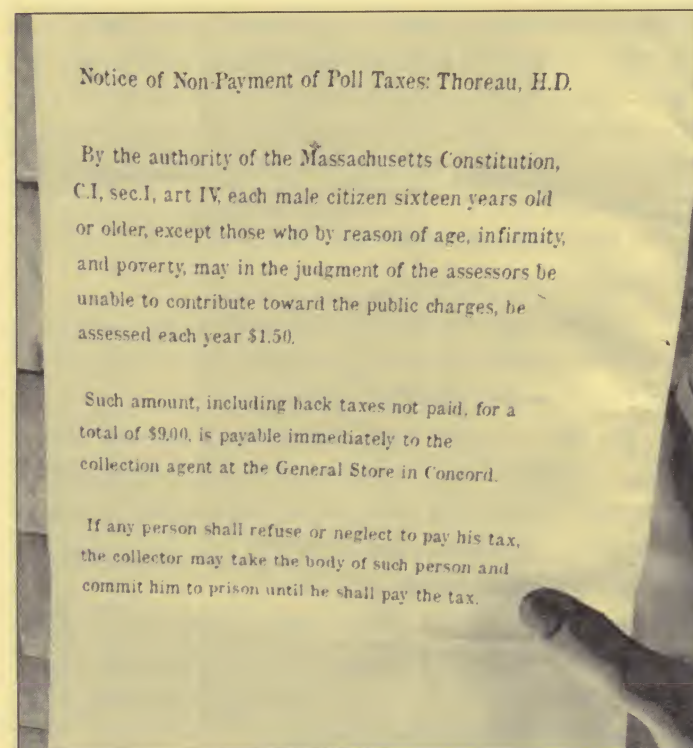 Notice of Non-Payment of Poll Taxes: Thoreau, H.D.
By the authority of the Massachusetts Constitution,
C.I, sec.I, art IV, each male citizen sixteen years old
or older, except those who by reason of age, infirmity,
and poverty, may in the judgment of the assessors be
unable to contribute toward the public charges, be
assessed each year $1.50.
Such amount, including back taxes not paid, for a
total of $9.00, is payable immediately to the
collection agent at the General Store in Concord.
If any person shall refuse or neglect to pay his tax,
the collector may take the body of such person and
commit him to prison until he shall pay the tax.